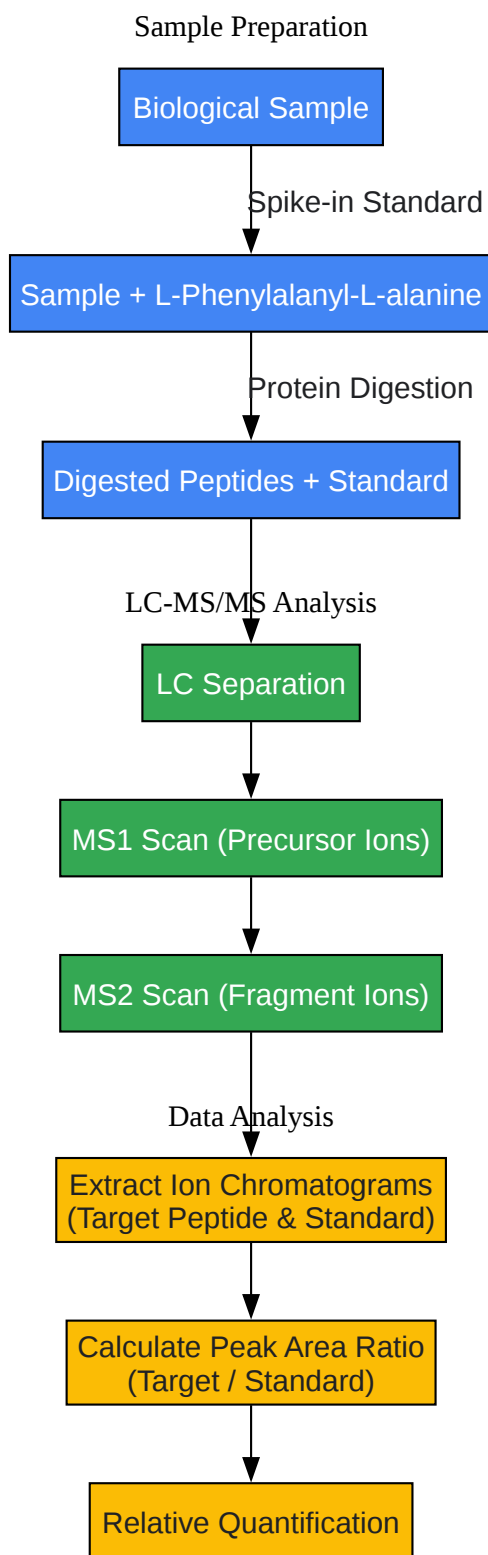 Sample Preparation
Biological Sample
Spike-in Standard
Sample + L-Phenylalanyl-L-alanine
Protein Digestion
Digested Peptides + Standard
LC-MS/MS Analysis
LC Separation
MS1 Scan (Precursor Ions)
MS2 Scan (Fragment Ions)
Data Analysis
Extract Ion Chromatograms
(Target Peptide & Standard)
Calculate Peak Area Ratio
(Target / Standard)
Relative Quantification